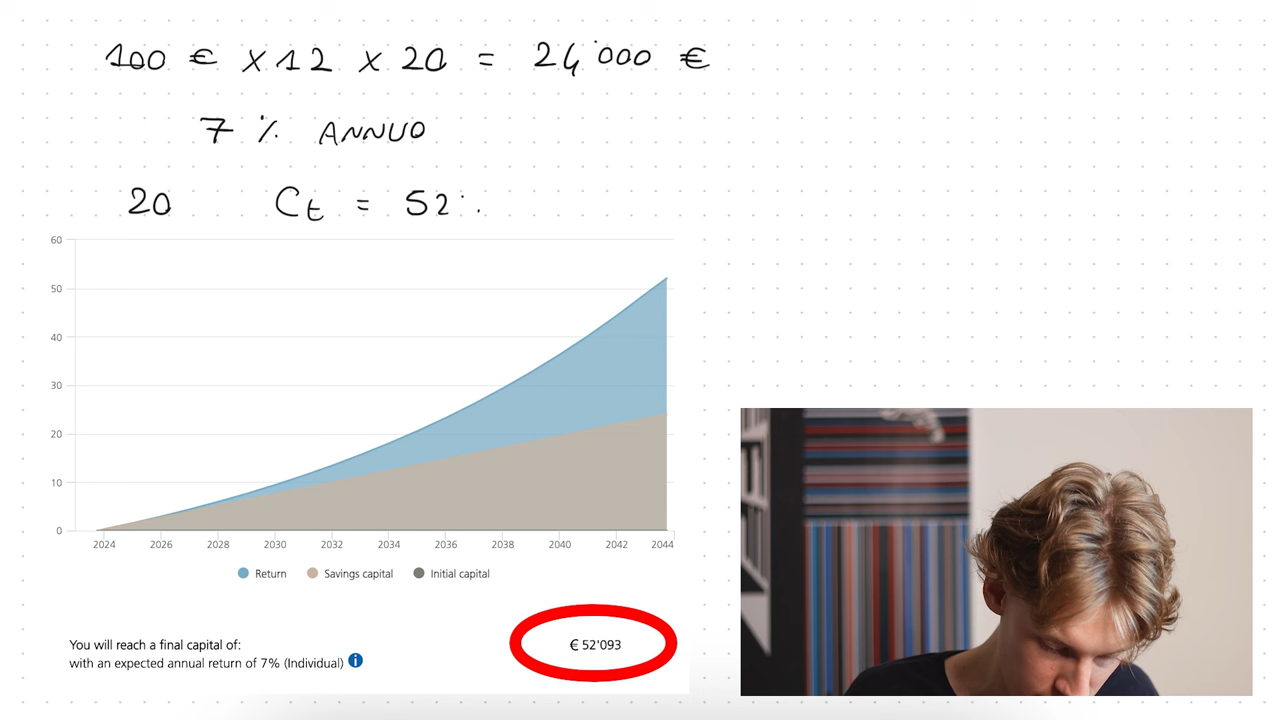 100 € x 12 x 20 = 24'000 €
7 % ANNUO
20 Ct = 52'.
60
50
40
30
20
10
0
2024 2026 2028 2030 2032 2034 2036 2038 2040 2042 2044
Return Savings capital Initial capital
You will reach a final capital of:
with an expected annual return of 7% (Individual) i
€ 52'093